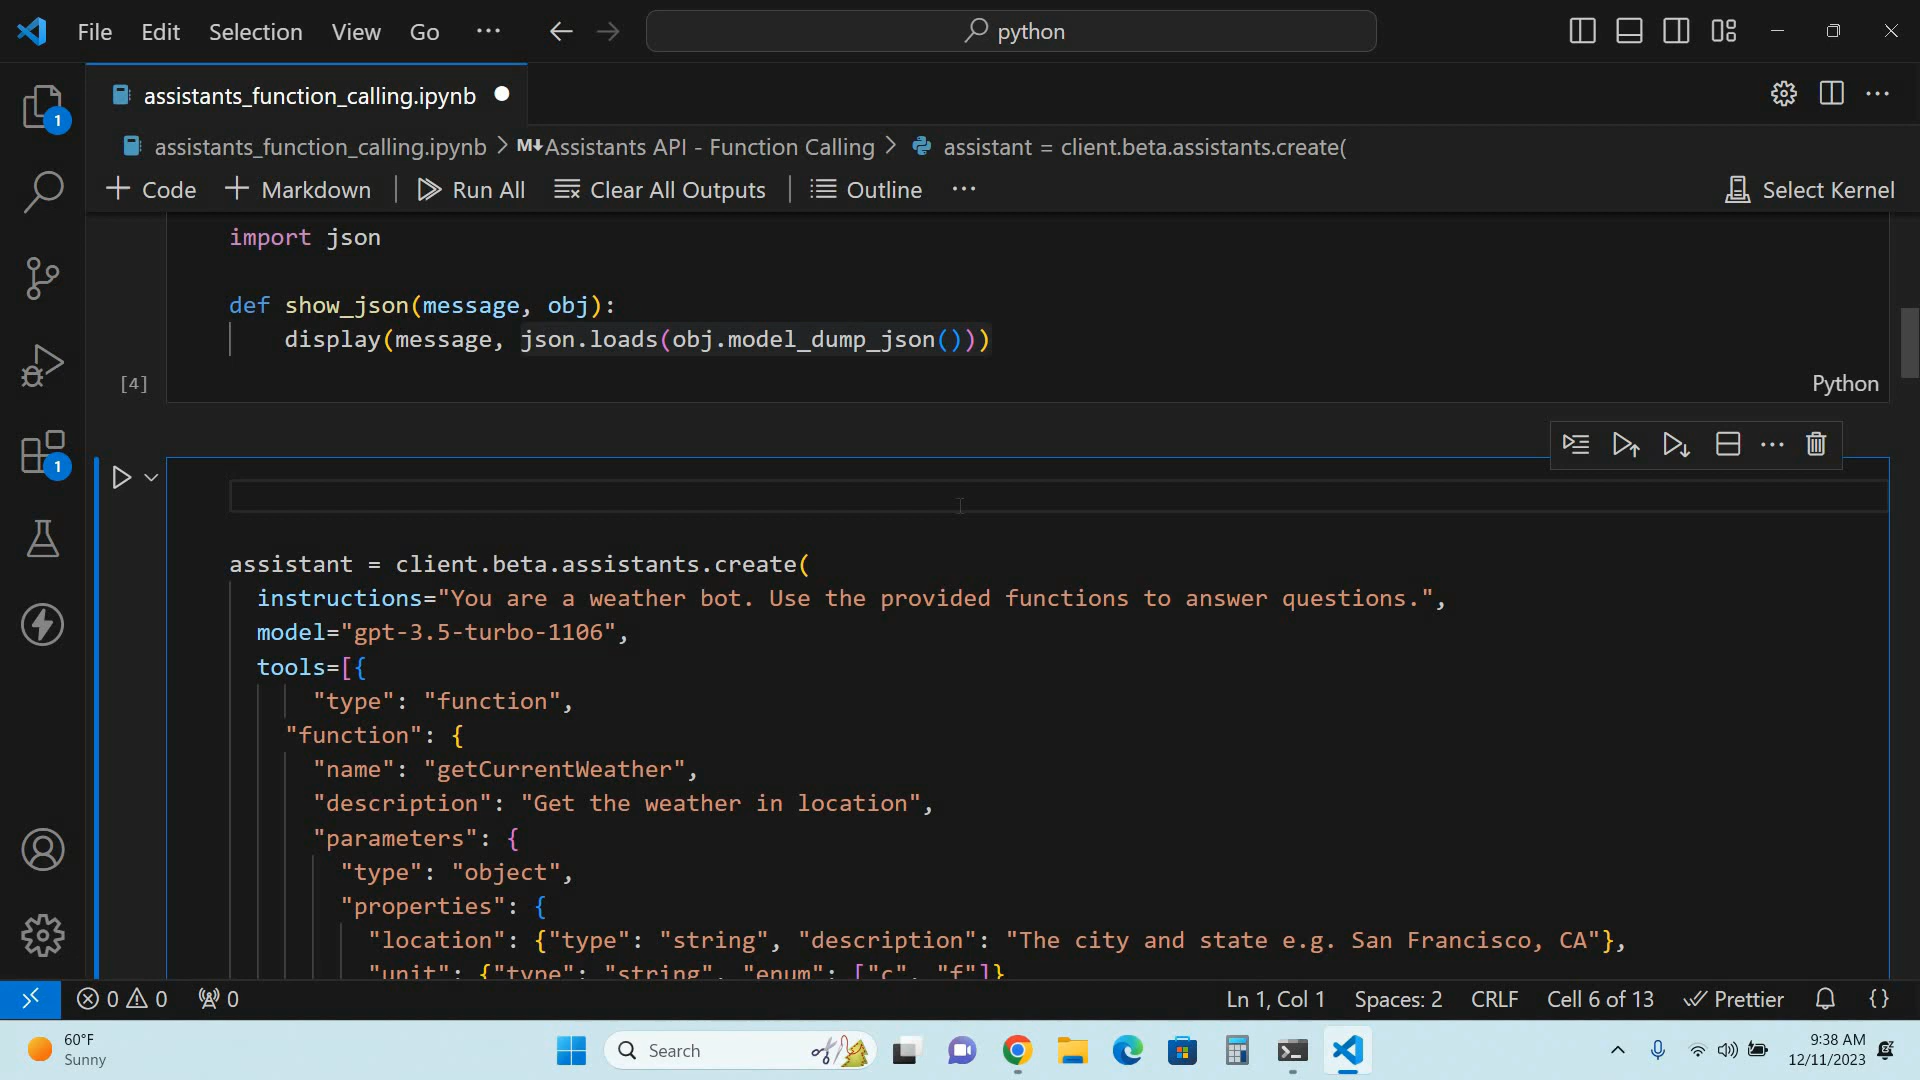 File Edit Selection View Go ··· python
assistants_function_calling.ipynb
assistants_function_calling.ipynb > M↓Assistants API - Function Calling > assistant = client.beta.assistants.create(
+ Code + Markdown | Run All Clear All Outputs | Outline ··· Select Kernel
import json
def show_json(message, obj):
display(message, json.loads(obj.model_dump_json()))
[4] Python
assistant = client.beta.assistants.create(
instructions="You are a weather bot. Use the provided functions to answer questions.",
model="gpt-3.5-turbo-1106",
tools=[{
"type": "function",
"function": {
"name": "getCurrentWeather",
"description": "Get the weather in location",
"parameters": {
"type": "object",
"properties": {
"location": {"type": "string", "description": "The city and state e.g. San Francisco, CA"},
"unit": {"type": "string", "enum": ["c", "f"]}
1
1
0 0 0 Ln 1, Col 1 Spaces: 2 CRLF Cell 6 of 13 Prettier {}
60°F
Sunny
Search
9:38 AM
12/11/2023